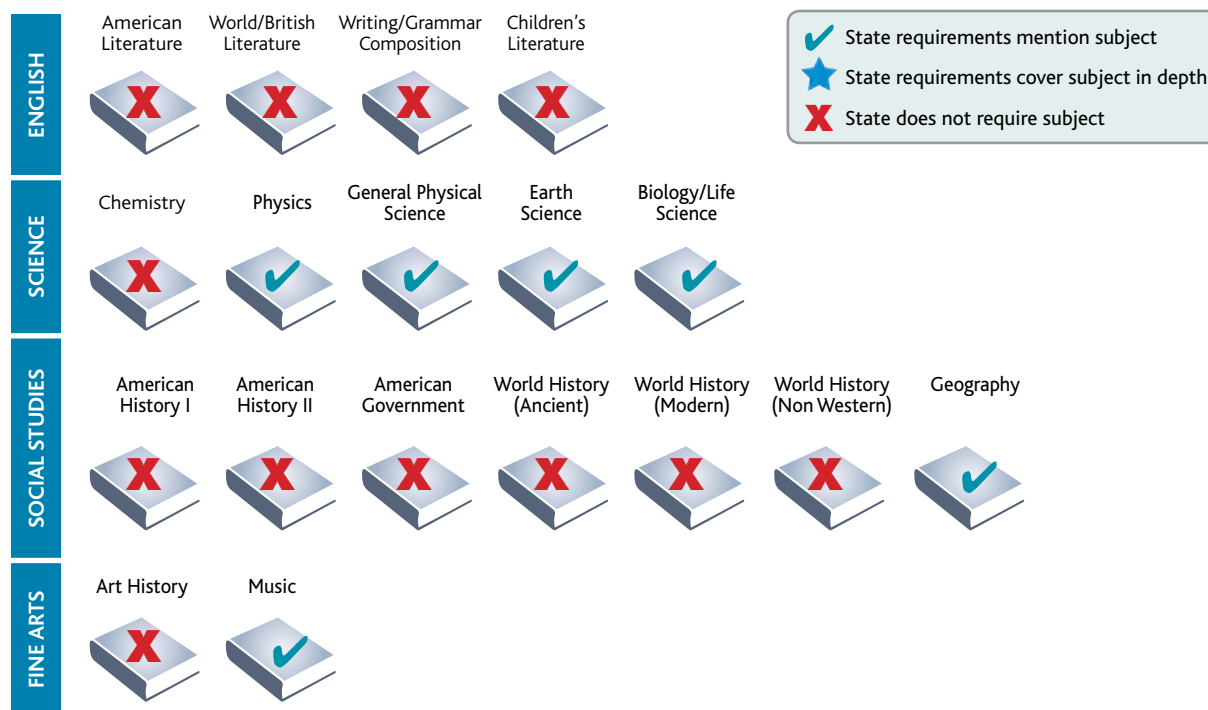 American
Literature
World/British
Literature
Writing/Grammar
Composition
Children's
Literature
State requirements mention subject
State requirements cover subject in depth
State does not require subject
ENGLISH
Chemistry
Physics
General Physical
Science
Earth
Science
Biology/Life
Science
SCIENCE
American
History I
American
History II
American
Government
World History
(Ancient)
World History
(Modern)
World History
(Non Western)
Geography
SOCIAL STUDIES
Art History
Music
FINE ARTS